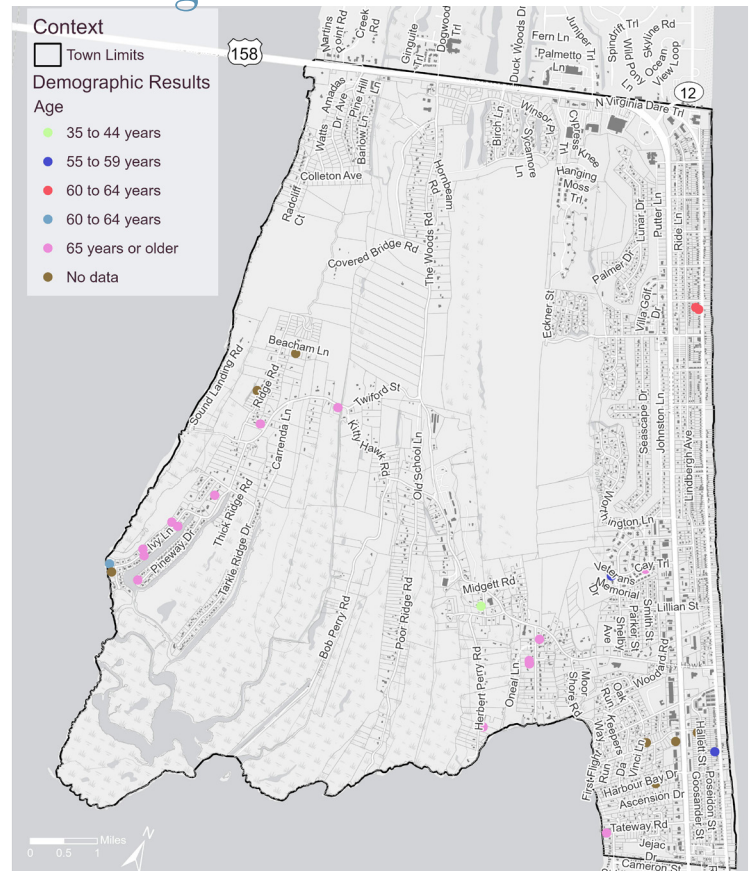 Context
Town Limits
Demographic Results
Age
35 to 44 years
55 to 59 years
60 to 64 years
60 to 64 years
65 years or older
No data
158
12
Martins
Point Rd
Creek
Rd
Ginguite
Trl
Dogwood
Trl
Duck Woods Dr
Fern Ln
Palmetto
Ln
Juniper Trl
Spindrift Trl
Wild Pony
Ln
Skyline Rd
Ocean
View Loop
N Virginia Dare Trl
Watts
Amadas
Dr Ave
Pine Hill
Ln
Barlow Ln
Colleton Ave
Radcliff
Ct
Hornbeam
Rd
The Woods Rd
Covered Bridge Rd
Birch Ln
Winsor Pl
Sycamore
Ln
Cypress
Knee
Trl
Hanging
Moss
Trl
Lunar Dr
Putter Ln
Ride Ln
Palmer Dr
Villa Golf
Dr
Eckner St
Beacham Ln
Sound Landing Rd
Ridge Rd
Carrenda Ln
Twiford St
Kitty Hawk
Rd
Old School Ln
Seascape Dr
Johnston Ln
Lindbergh Ave
Worthington Ln
Thick Ridge Rd
Ivy Ln
Pineway Dr
Tarkle Ridge Dr
Bob Perry Rd
Poor Ridge Rd
Midgett Rd
Herbert Perry Rd
Oneal Ln
Moor
Shore Rd
Veterans
Memorial
Dr
Cay Trl
Lillian St
Smith St
Parker St
Shelby
Ave
Woodard Rd
Oak
Run
Keepers
Way
First Flight
Run
Da
Vinci Ln
Harbour Bay Dr
Ascension Dr
Hallett St
Poseidon St
Goosander St
Tateway Rd
Jejac
Dr
Cameron St
Miles
0 0.5 1
N